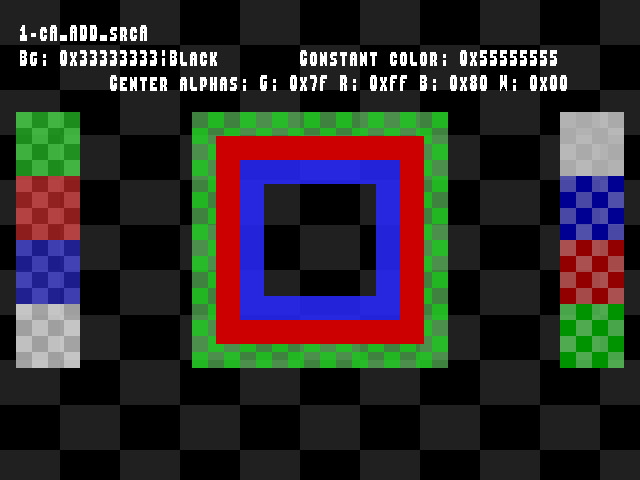 1-cA_ADD_srcA
Bg: 0x33333333¦Black Constant color: 0x55555555
Center alphas: G: 0x7F R: 0xFF B: 0x80 W: 0x00